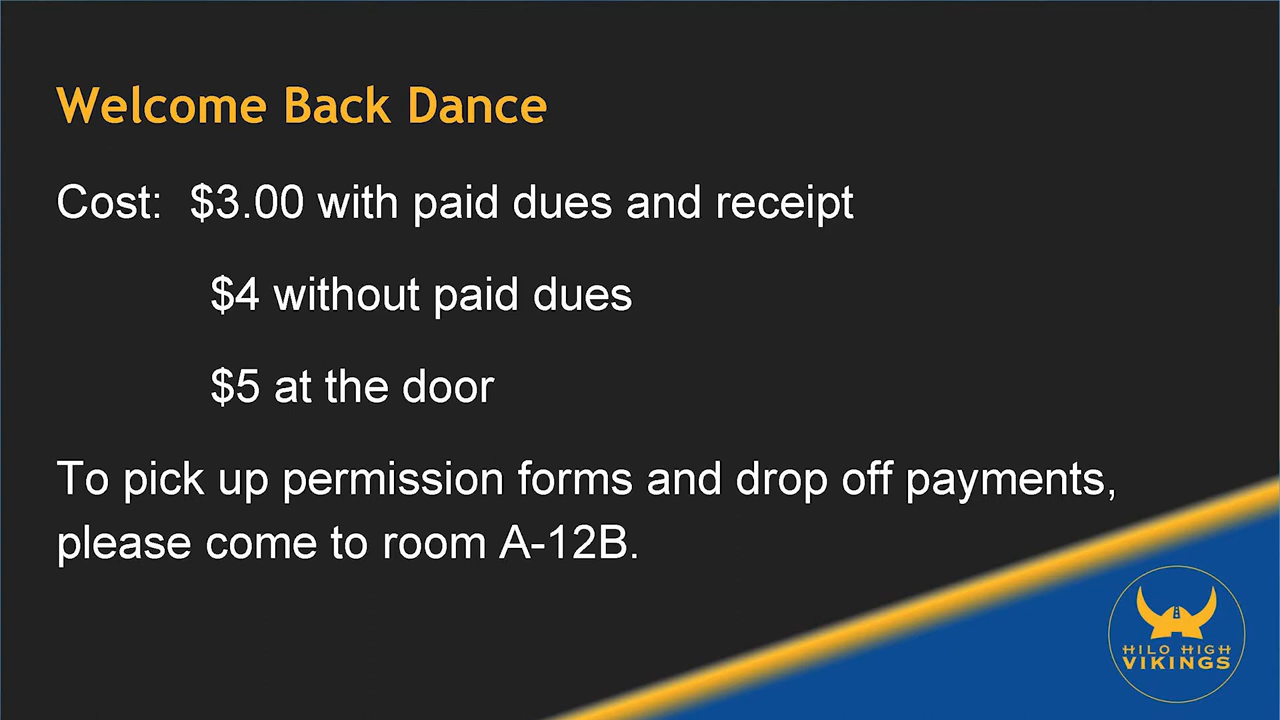 Welcome Back Dance
Cost:  $3.00 with paid dues and receipt
$4 without paid dues
$5 at the door
To pick up permission forms and drop off payments,
please come to room A-12B.
HILO HIGH
VIKINGS